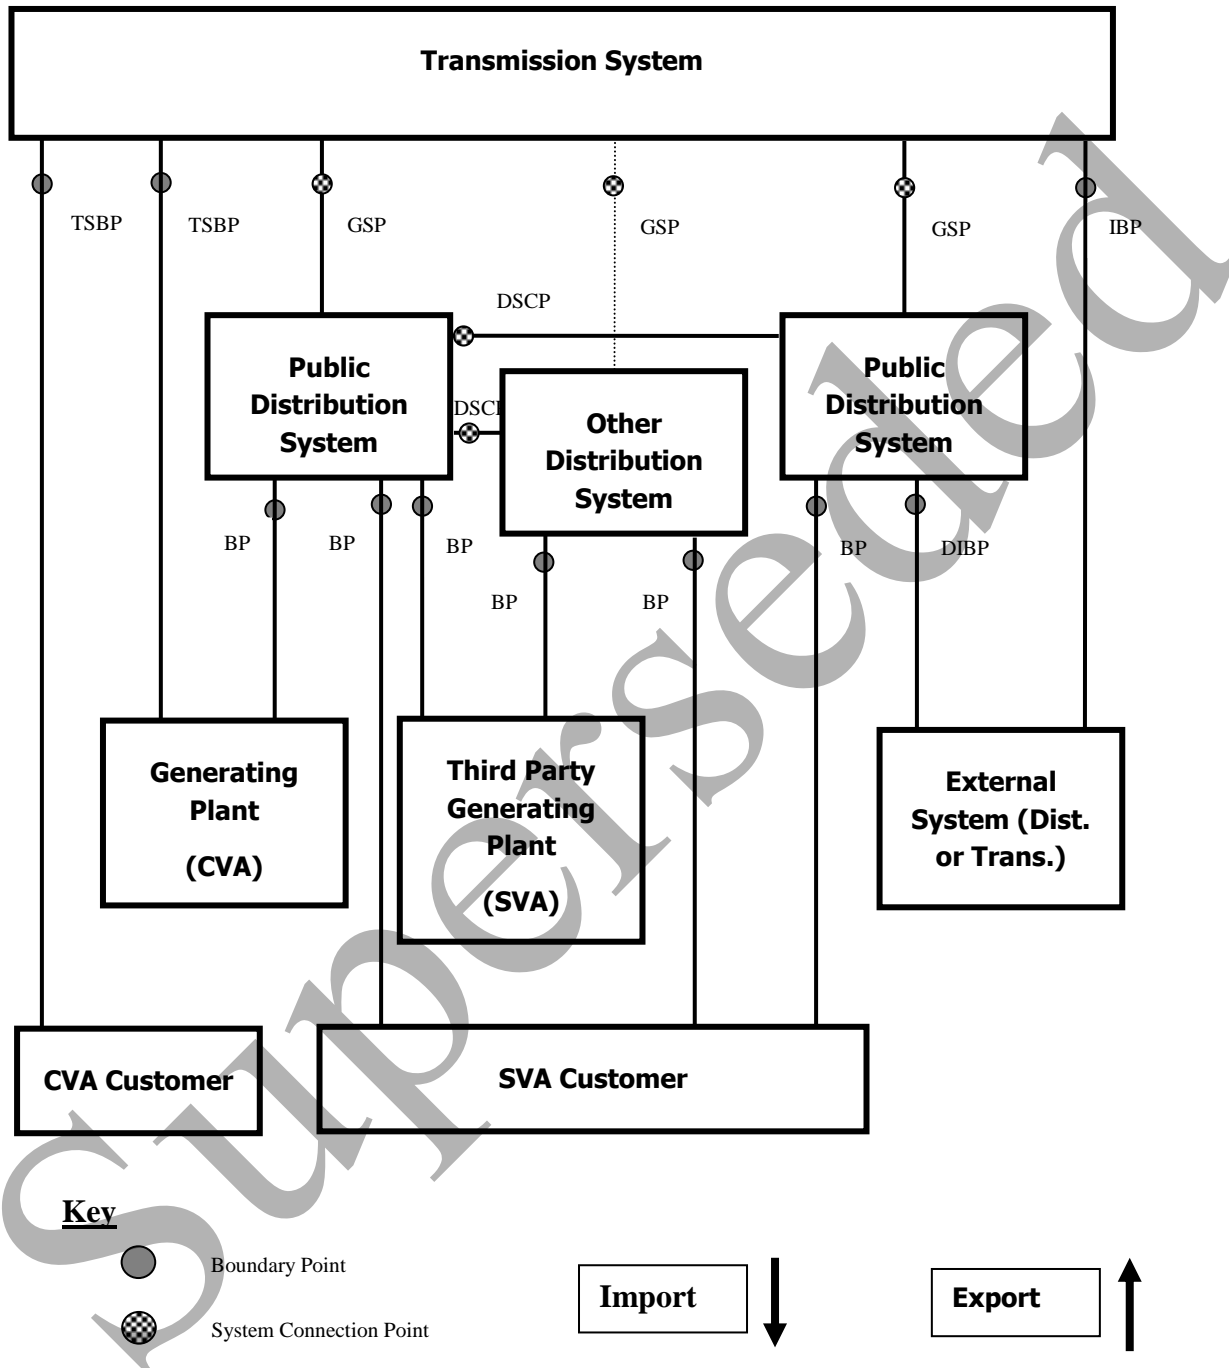 Transmission System
TSBP
TSBP
GSP
GSP
GSP
IBP
DSCP
Public
Distribution
System
DSCP
Other
Distribution
System
Public
Distribution
System
BP
BP
BP
BP
BP
BP
DIBP
Generating
Plant
(CVA)
Third Party
Generating
Plant
(SVA)
External
System (Dist.
or Trans.)
CVA Customer
SVA Customer
Key
Boundary Point
System Connection Point
Import
Export
Superseded